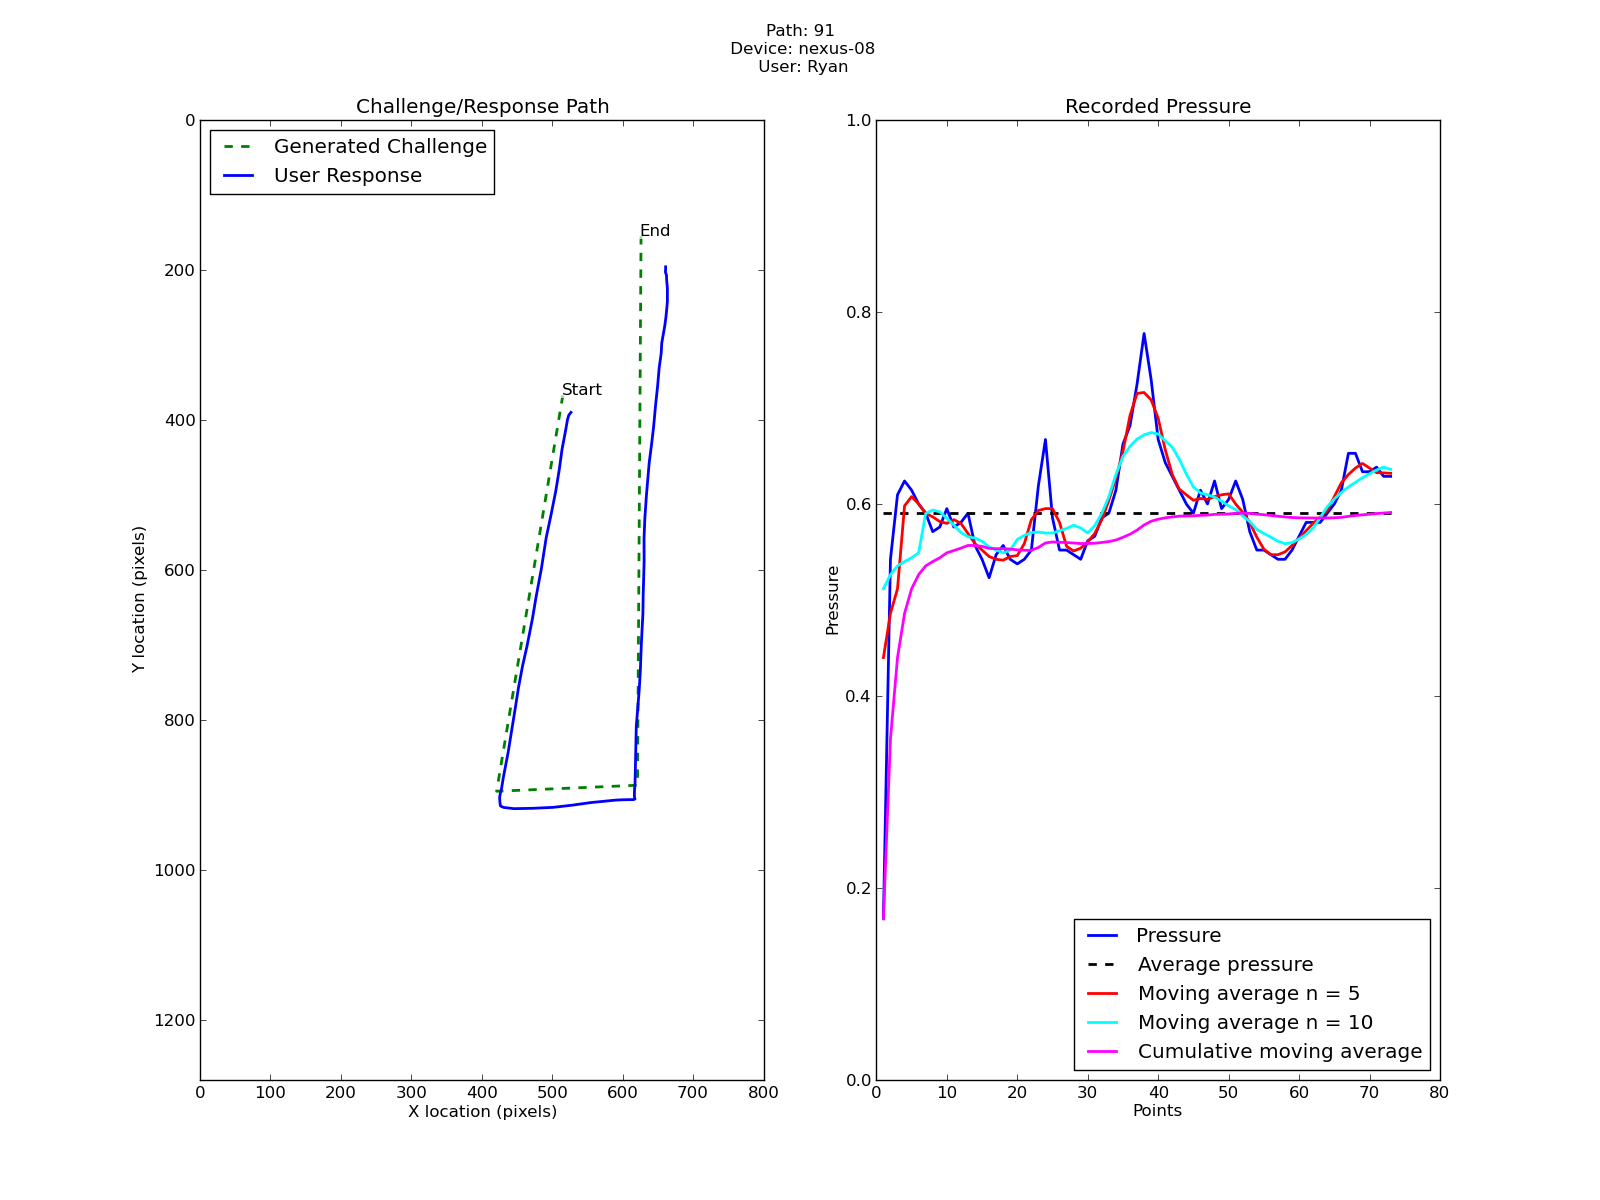 Path: 91
Device: nexus-08
User: Ryan
Challenge/Response Path
Generated Challenge
User Response
End
Start
0
200
400
600
800
1000
1200
Y location (pixels)
0 100 200 300 400 500 600 700 800
X location (pixels)
Recorded Pressure
1.0
0.8
0.6
0.4
0.2
0.0
Pressure
Pressure
Average pressure
Moving average n = 5
Moving average n = 10
Cumulative moving average
0 10 20 30 40 50 60 70 80
Points